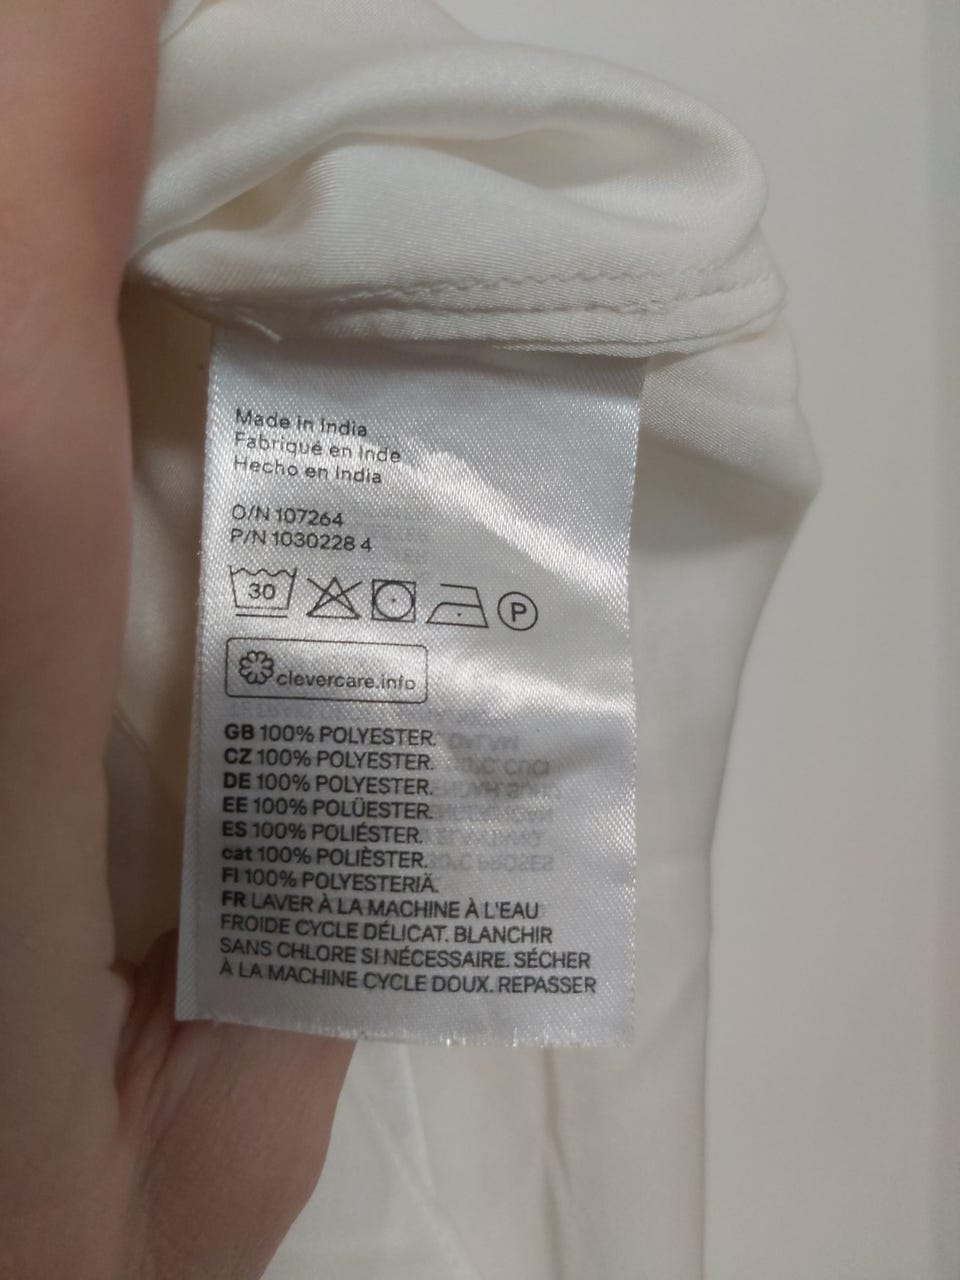 Made in India
Fabriqué en Inde
Hecho en India
O/N 107264
P/N 1030228 4
30
P
clevercare.info
GB 100% POLYESTER.
CZ 100% POLYESTER.
DE 100% POLYESTER.
EE 100% POLÜESTER.
ES 100% POLIÉSTER.
cat 100% POLIÈSTER.
FI 100% POLYESTERIÄ.
FR LAVER À LA MACHINE À L'EAU
FROIDE CYCLE DÉLICAT. BLANCHIR
SANS CHLORE SI NÉCESSAIRE. SÉCHER
À LA MACHINE CYCLE DOUX. REPASSER